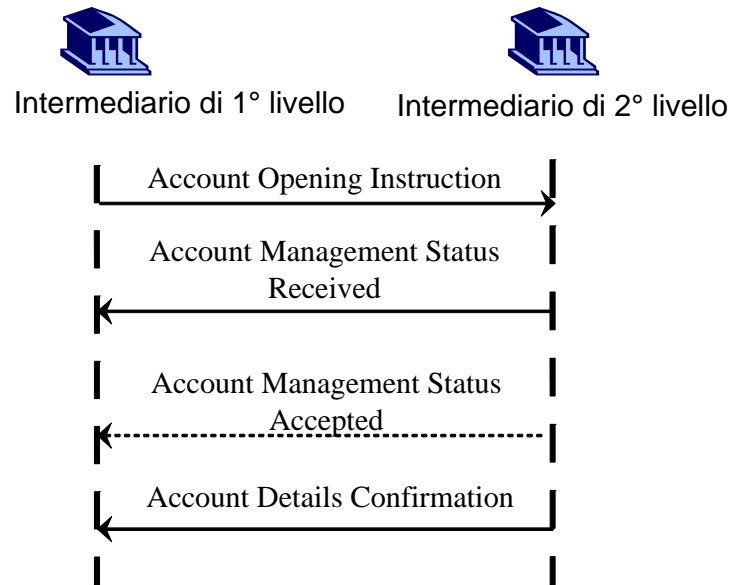 Intermediario di 1° livello
Intermediario di 2° livello
Account Opening Instruction
Account Management Status
Received
Account Management Status
Accepted
Account Details Confirmation